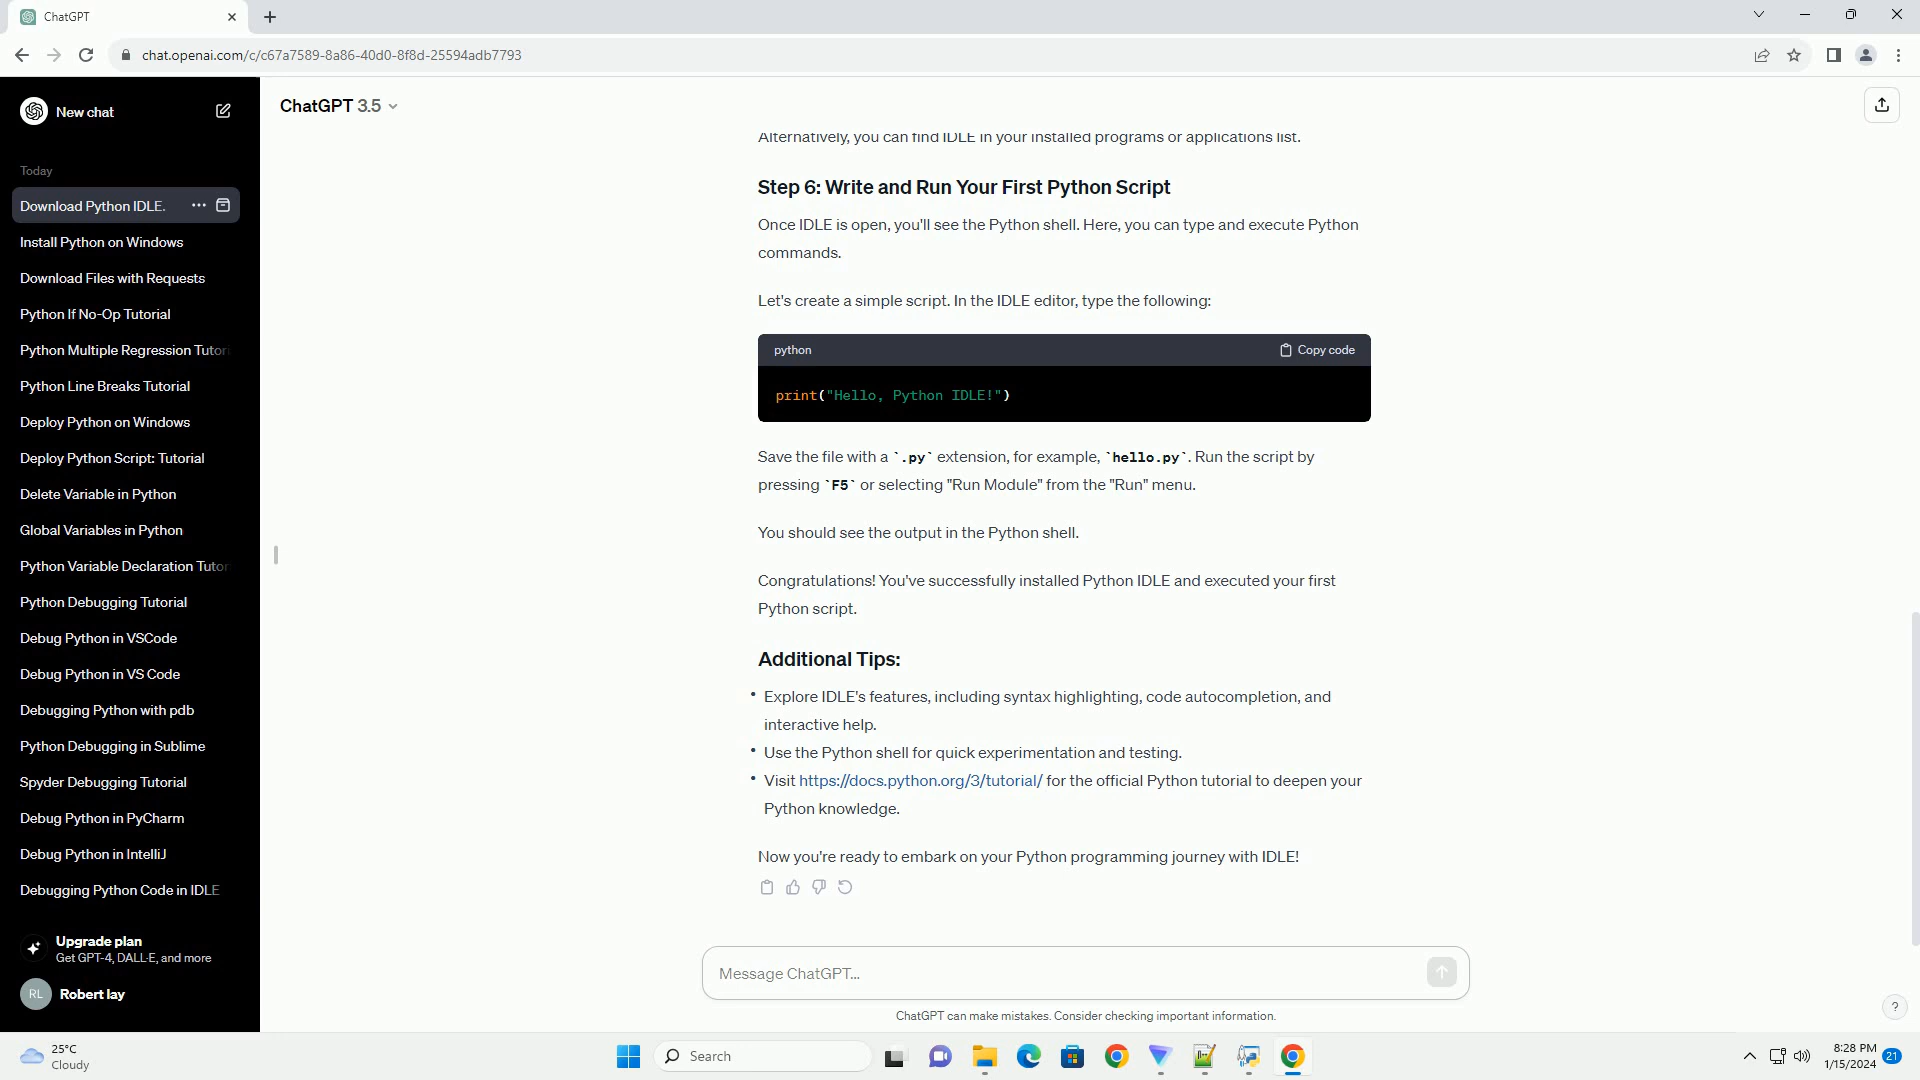 ChatGPT
chat.openai.com/c/c67a7589-8a86-40d0-8f8d-25594adb7793
New chat
Today
Download Python IDLE.
Install Python on Windows
Download Files with Requests
Python If No-Op Tutorial
Python Multiple Regression Tutori
Python Line Breaks Tutorial
Deploy Python on Windows
Deploy Python Script: Tutorial
Delete Variable in Python
Global Variables in Python
Python Variable Declaration Tutor
Python Debugging Tutorial
Debug Python in VSCode
Debug Python in VS Code
Debugging Python with pdb
Python Debugging in Sublime
Spyder Debugging Tutorial
Debug Python in PyCharm
Debug Python in IntelliJ
Debugging Python Code in IDLE
Upgrade plan
Get GPT-4, DALL·E, and more
RL Robert lay
ChatGPT 3.5
Alternatively, you can find IDLE in your installed programs or applications list.
Step 6: Write and Run Your First Python Script
Once IDLE is open, you'll see the Python shell. Here, you can type and execute Python
commands.
Let's create a simple script. In the IDLE editor, type the following:
python Copy code
print("Hello, Python IDLE!")
Save the file with a `.py` extension, for example, `hello.py`. Run the script by
pressing `F5` or selecting "Run Module" from the "Run" menu.
You should see the output in the Python shell.
Congratulations! You've successfully installed Python IDLE and executed your first
Python script.
Additional Tips:
• Explore IDLE's features, including syntax highlighting, code autocompletion, and
interactive help.
• Use the Python shell for quick experimentation and testing.
• Visit https://docs.python.org/3/tutorial/ for the official Python tutorial to deepen your
Python knowledge.
Now you're ready to embark on your Python programming journey with IDLE!
Message ChatGPT...
ChatGPT can make mistakes. Consider checking important information.
?
25°C
Cloudy
Search
8:28 PM
1/15/2024
21